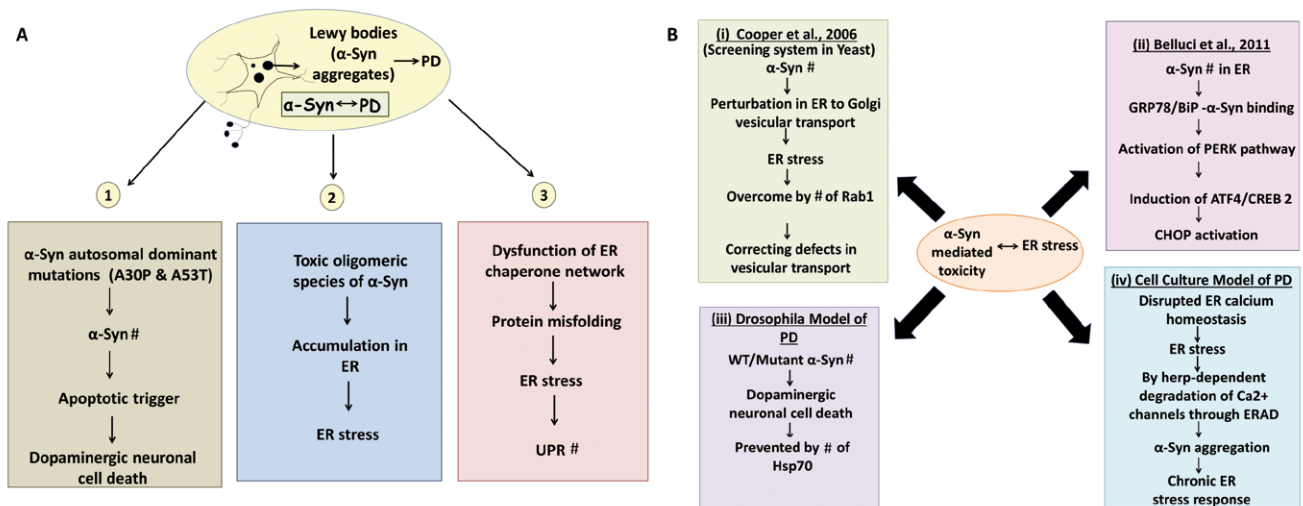 A
Lewy bodies
(α-Syn
aggregates)
PD
α-Syn↔PD
1
2
3
α-Syn autosomal dominant
mutations (A30P & A53T)
α-Syn #
Apoptotic trigger
Dopaminergic neuronal
cell death
Toxic oligomeric
species of α-Syn
Accumulation in
ER
ER stress
Dysfunction of ER
chaperone network
Protein misfolding
ER stress
UPR #
B
(i) Cooper et al., 2006
(Screening system in Yeast)
α-Syn #
Perturbation in ER to Golgi
vesicular transport
ER stress
Overcome by # of Rab1
Correcting defects in
vesicular transport
(ii) Belluci et al., 2011
α-Syn # in ER
GRP78/BiP -α-Syn binding
Activation of PERK pathway
Induction of ATF4/CREB 2
CHOP activation
α-Syn
mediated ↔ ER stress
toxicity
(iii) Drosophila Model of
PD
WT/Mutant α-Syn #
Dopaminergic
neuronal cell death
Prevented by # of
Hsp70
(iv) Cell Culture Model of PD
Disrupted ER calcium
homeostasis
ER stress
By herp-dependent
degradation of Ca2+
channels through ERAD
α-Syn aggregation
Chronic ER
stress response